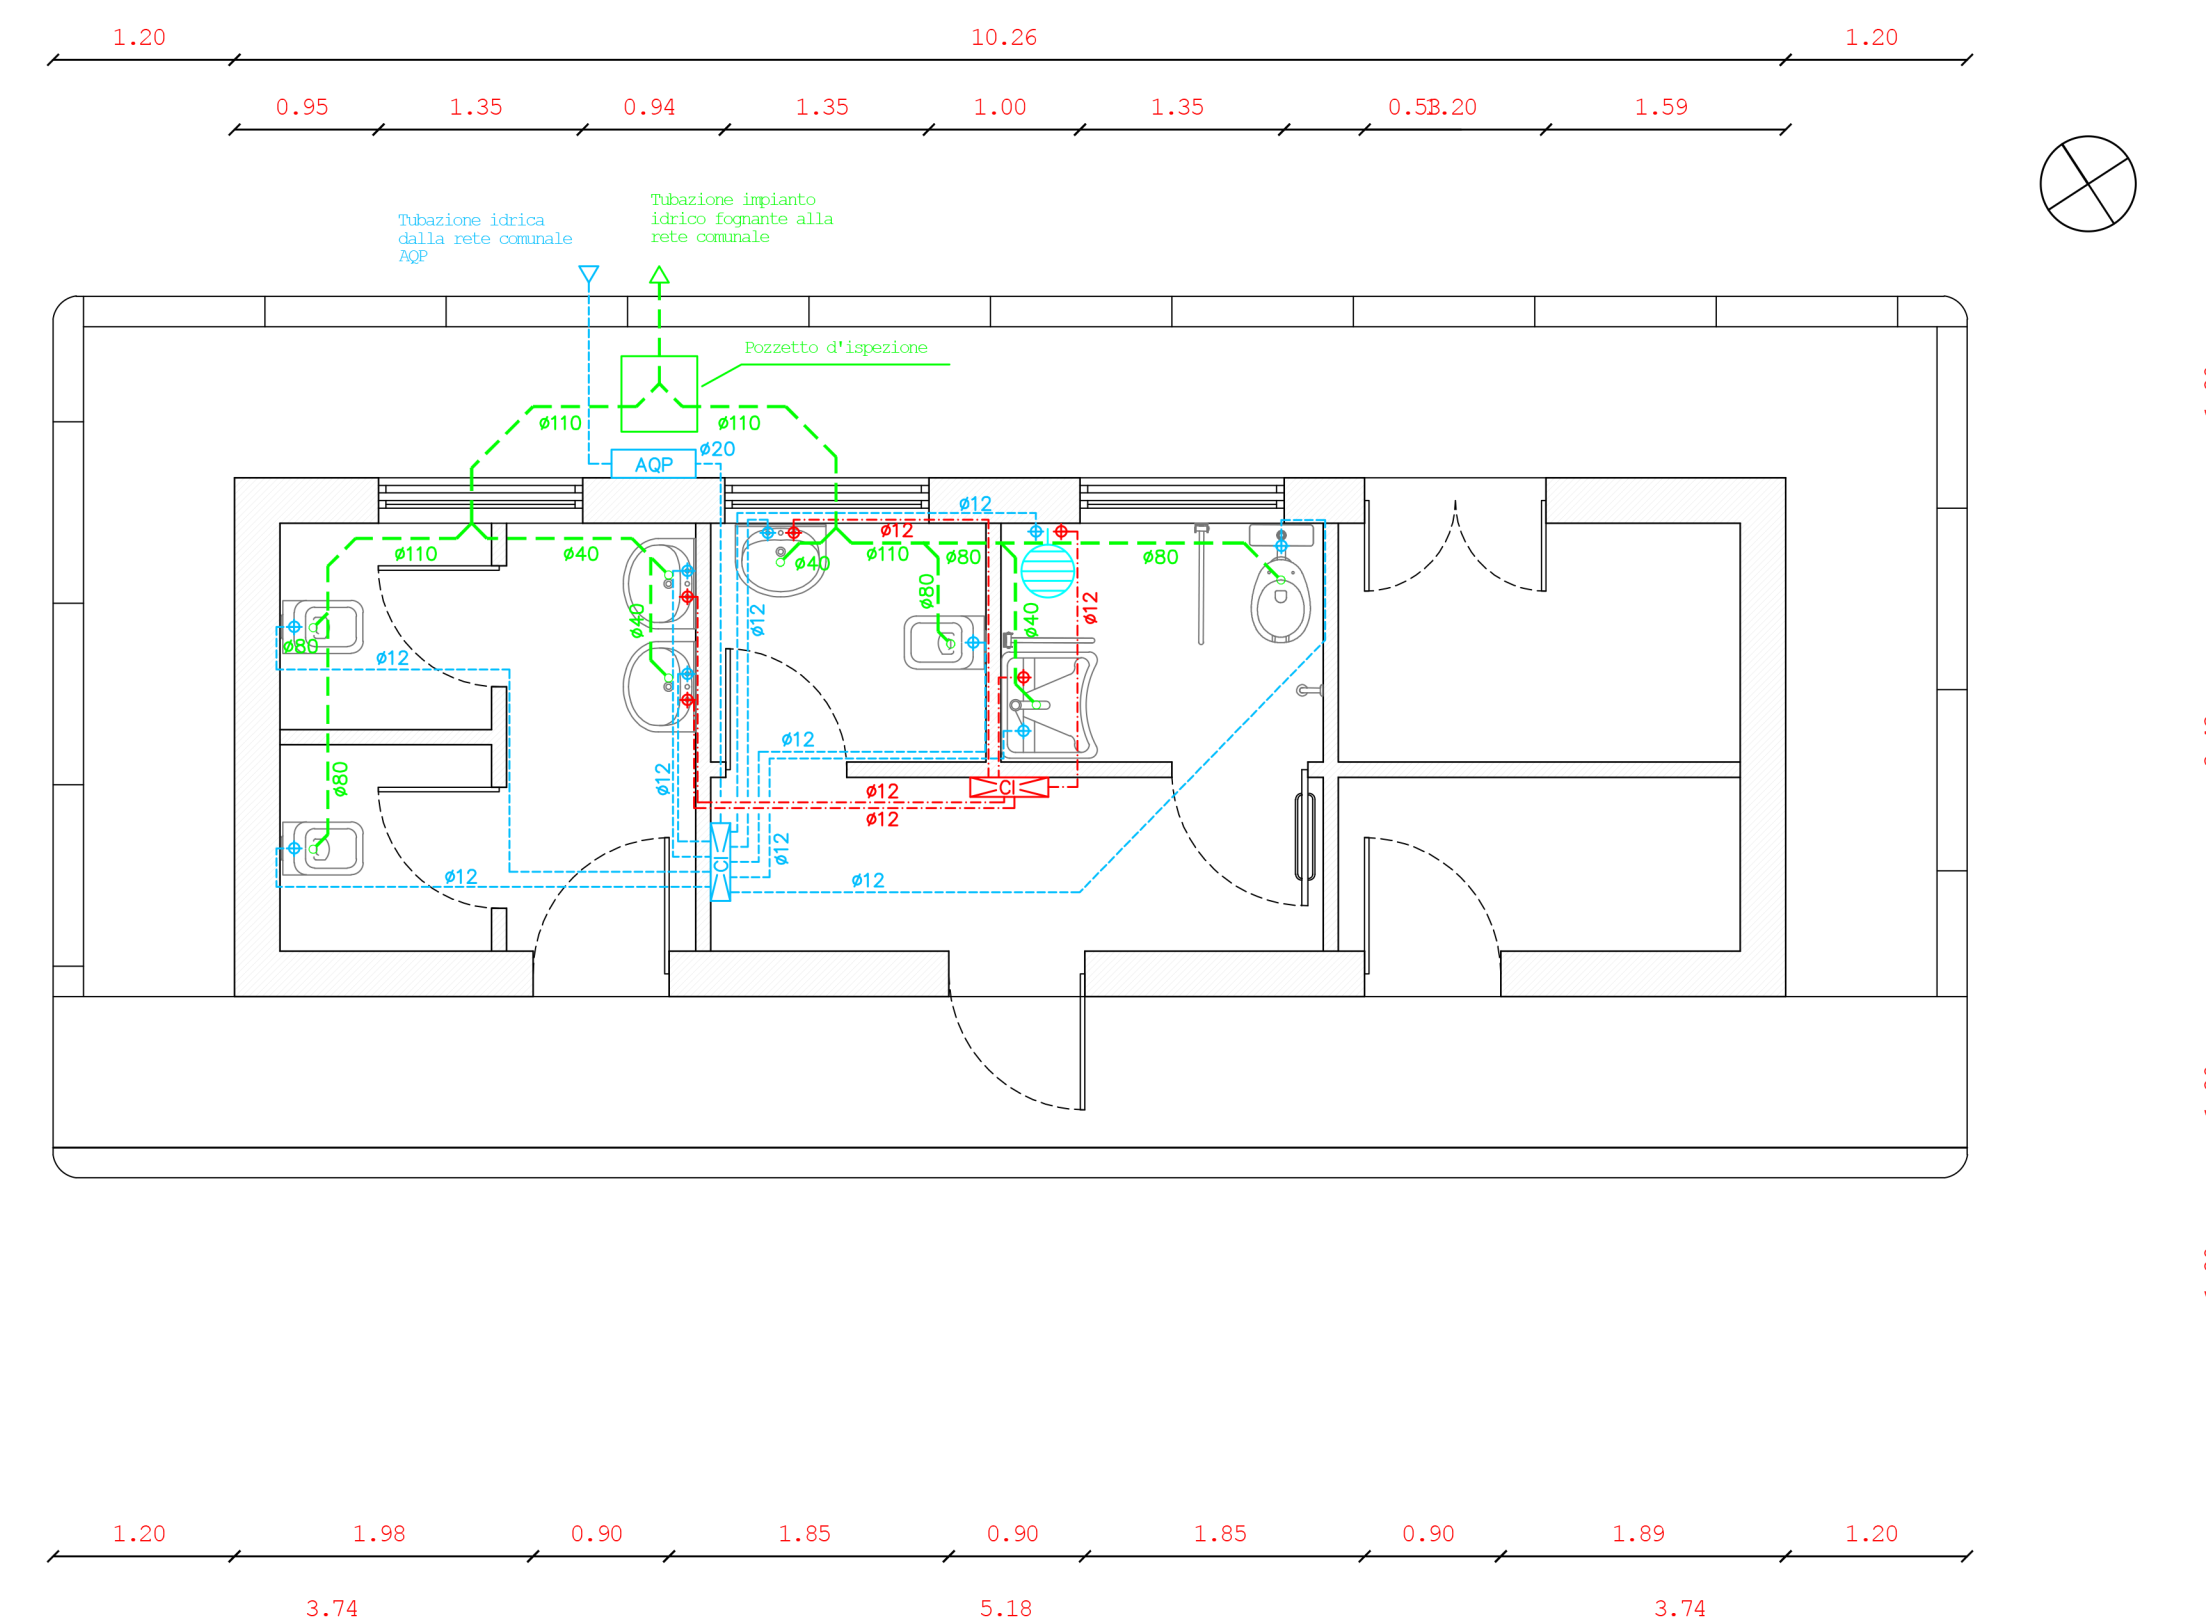 1.20 10.26 1.20
0.95 1.35 0.94 1.35 1.00 1.35 0.53 1.20 1.59
Tubazione idrica
dalla rete comunale
AQP
Tubazione impianto
idrico fognante alla
rete comunale
Pozzetto d'ispezione
ø110 ø110
ø20
AQP
ø12
ø12
ø110 ø40 ø40 ø110 ø80 ø80
ø80
ø40 ø12 ø40 ø12
ø80
ø12
ø12
ø80 ø12
ø12
ø12
ø12
CI
CI
ø12 ø12 ø12
1.20 1.98 0.90 1.85 0.90 1.85 0.90 1.89 1.20
3.74 5.18 3.74